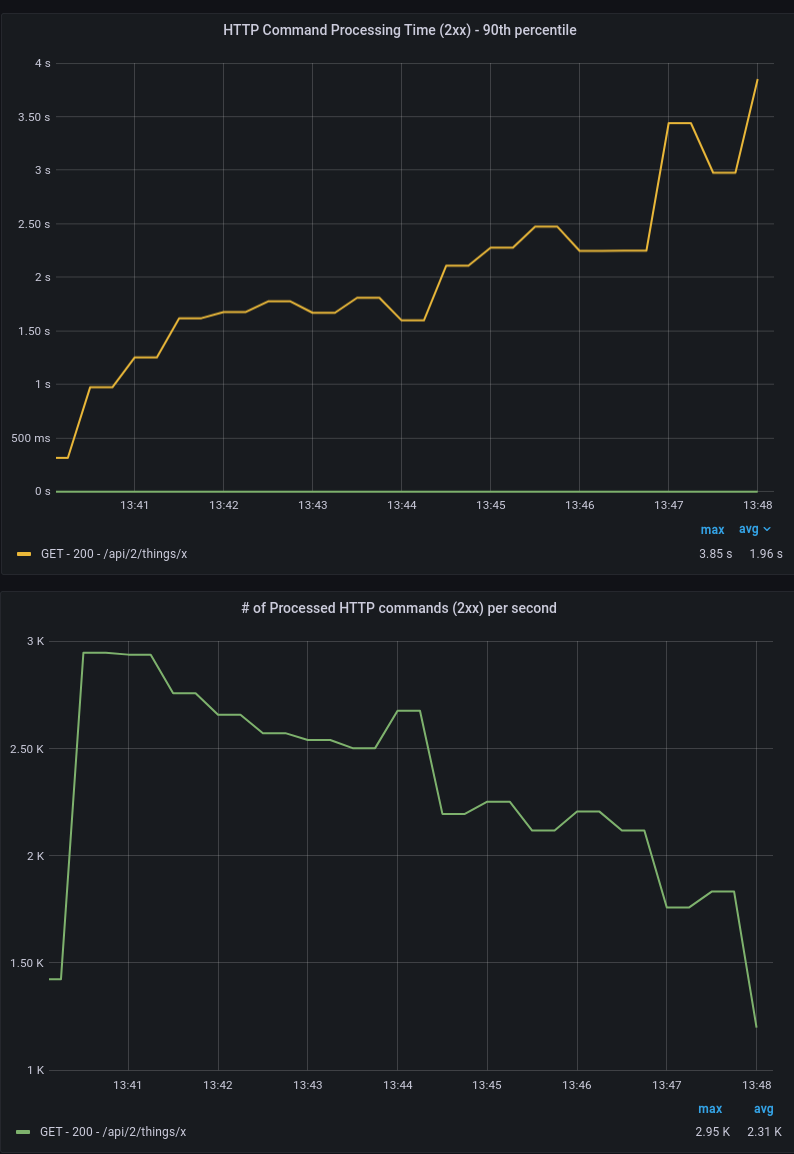 HTTP Command Processing Time (2xx) - 90th percentile
4 s
3.50 s
3 s
2.50 s
2 s
1.50 s
1 s
500 ms
0 s
13:41 13:42 13:43 13:44 13:45 13:46 13:47 13:48
max avg
GET - 200 - /api/2/things/x 3.85 s 1.96 s
# of Processed HTTP commands (2xx) per second
3 K
2.50 K
2 K
1.50 K
1 K
13:41 13:42 13:43 13:44 13:45 13:46 13:47 13:48
max avg
GET - 200 - /api/2/things/x 2.95 K 2.31 K